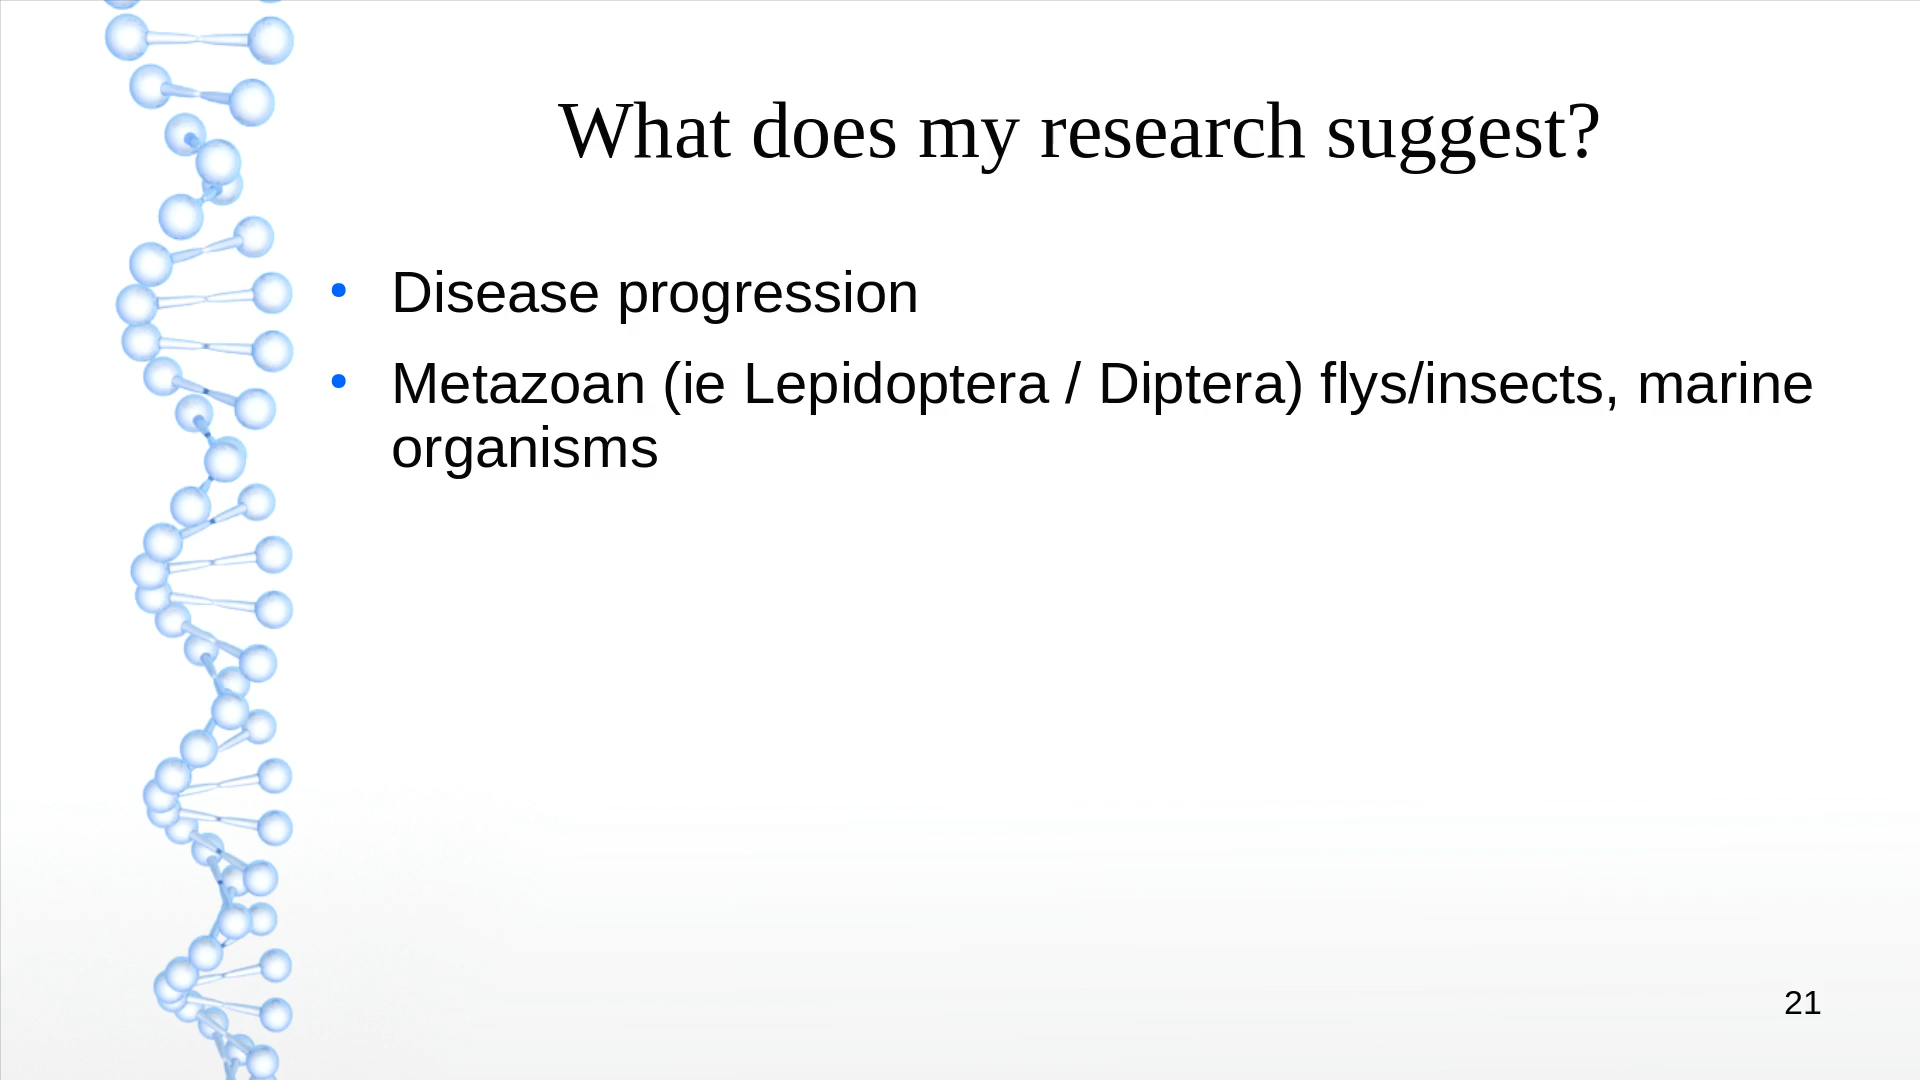 What does my research suggest?
• Disease progression
• Metazoan (ie Lepidoptera / Diptera) flys/insects, marine
organisms
21